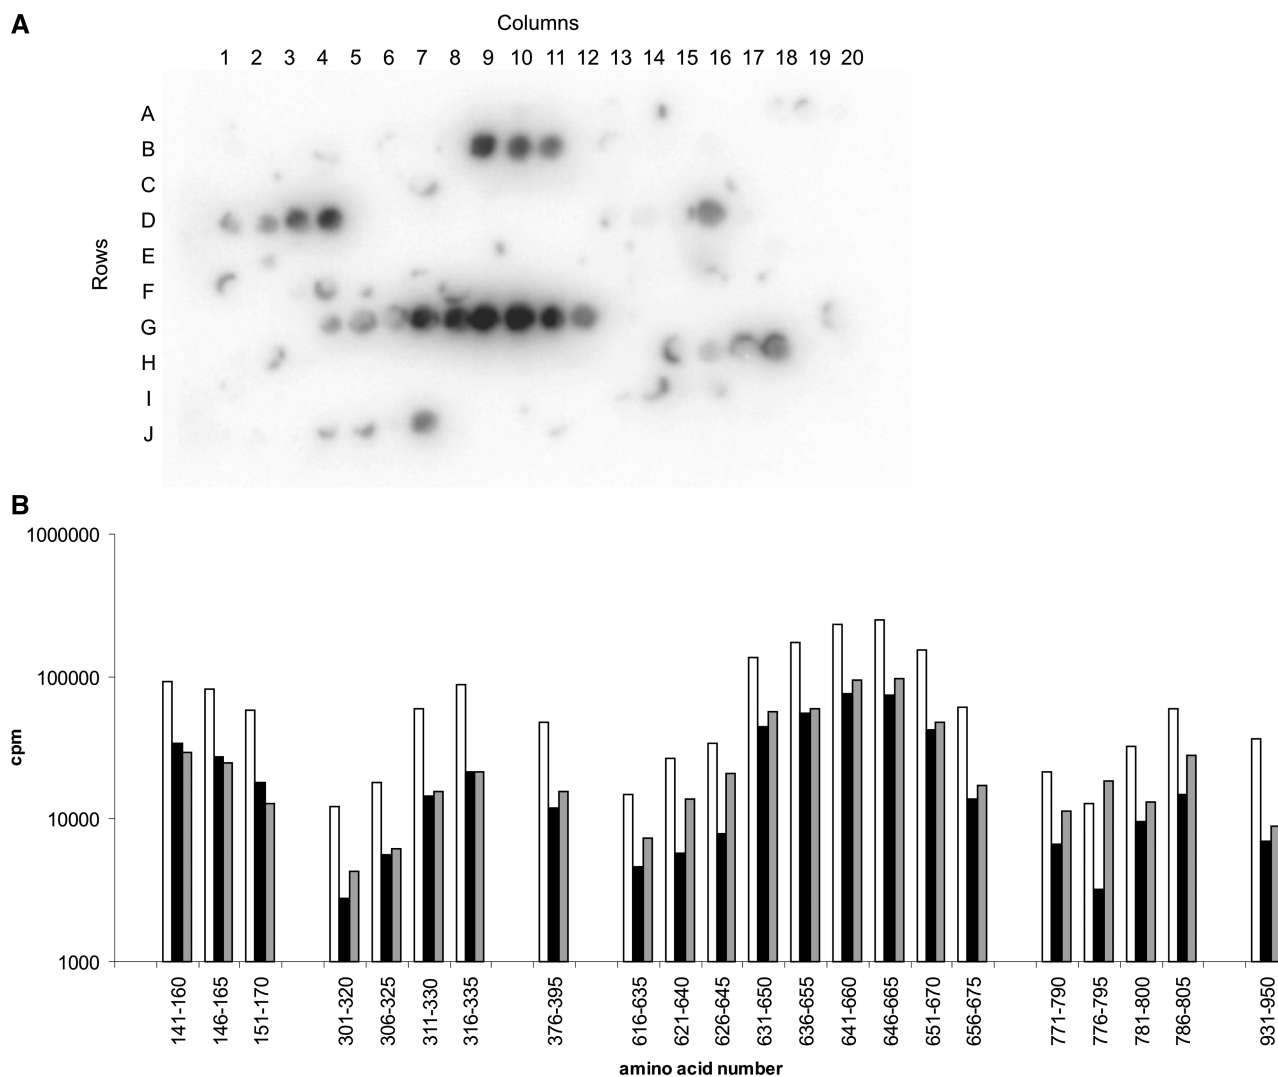 A
Columns
1 2 3 4 5 6 7 8 9 10 11 12 13 14 15 16 17 18 19 20
Rows
A
B
C
D
E
F
G
H
I
J
B
cpm
1000000
100000
10000
1000
141-160
146-165
151-170
301-320
306-325
311-330
316-335
376-395
616-635
621-640
626-645
631-650
636-655
641-660
646-665
651-670
656-675
771-790
776-795
781-800
786-805
931-950
amino acid number